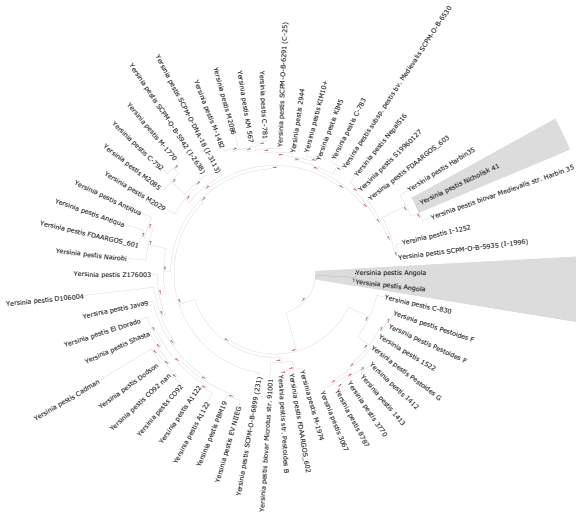 Yersinia pestis SCPM-O-B-6291 (C-25)
Yersinia pestis 2944
Yersinia pestis KIM10+
Yersinia pestis KIM5
Yersinia pestis C-783
Yersinia pestis subsp. pestis bv. Medievalis SCPM-O-B-6530
Yersinia pestis Nepal516
Yersinia pestis S19960127
Yersinia pestis FDAARGOS_603
Yersinia pestis Harbin35
Yersinia pestis Nicholisk 41
Yersinia pestis biovar Medievalis str. Harbin 35
Yersinia pestis I-1252
Yersinia pestis SCPM-O-B-5935 (I-1996)
Yersinia pestis Angola
Yersinia pestis Angola
Yersinia pestis C-830
Yersinia pestis Pestoides F
Yersinia pestis Pestoides F
Yersinia pestis 1522
Yersinia pestis Pestoides G
Yersinia pestis 1412
Yersinia pestis 1413
Yersinia pestis 3770
Yersinia pestis 8787
Yersinia pestis 3067
Yersinia pestis M-1974
Yersinia pestis FDAARGOS_602
Yersinia pestis str. Pestoides B
Yersinia pestis biovar Microtus str. 91001
Yersinia pestis SCPM-O-B-6899 (231)
Yersinia pestis EV NIIEG
Yersinia pestis PBM19
Yersinia pestis A1122
Yersinia pestis A1122
Yersinia pestis CO92
Yersinia pestis CO92 nan
Yersinia pestis Dodson
Yersinia pestis Cadman
Yersinia pestis Shasta
Yersinia pestis El Dorado
Yersinia pestis Java9
Yersinia pestis D106004
Yersinia pestis Z176003
Yersinia pestis Nairobi
Yersinia pestis FDAARGOS_601
Yersinia pestis Antiqua
Yersinia pestis Antiqua
Yersinia pestis M2029
Yersinia pestis M2085
Yersinia pestis C-792
Yersinia pestis M-1770
Yersinia pestis SCPM-O-B-5942 (I-2638)
Yersinia pestis SCPM-O-DNA-18 (I-3113)
Yersinia pestis M-1482
Yersinia pestis M2086
Yersinia pestis KM 567
Yersinia pestis C-781